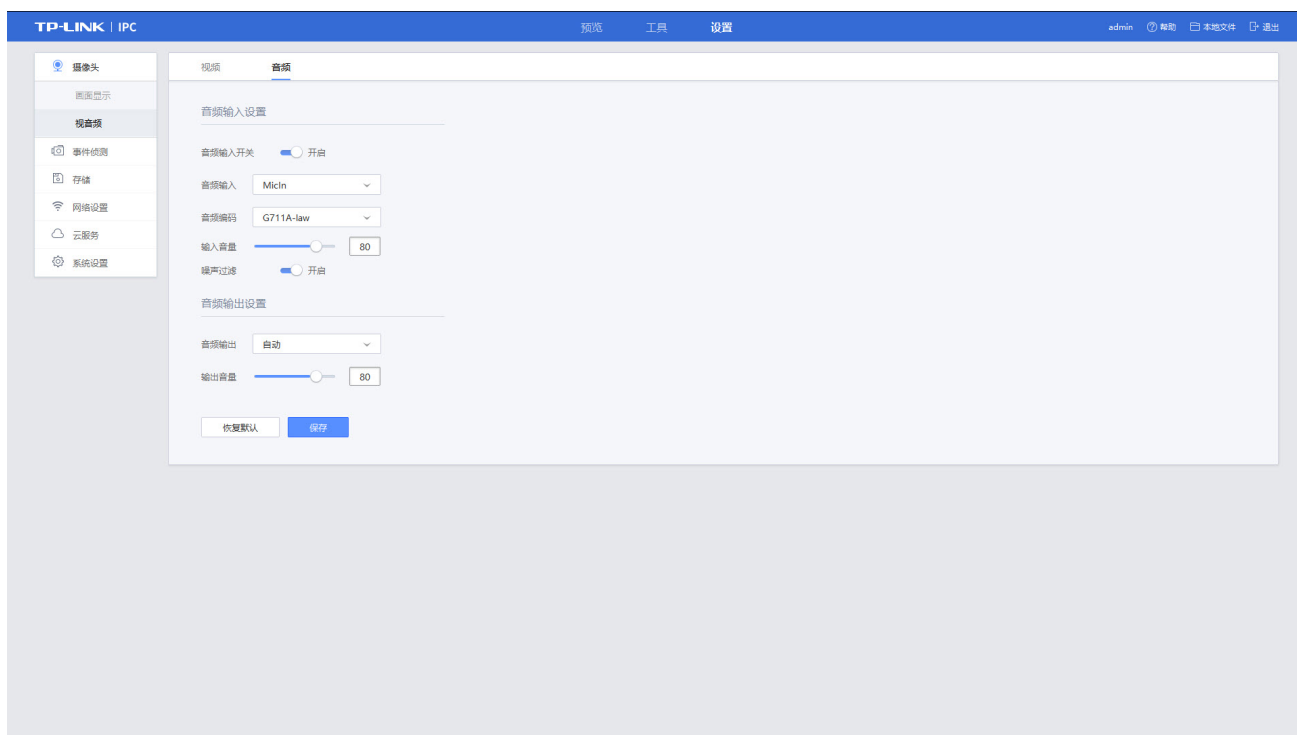 TP-LINK | IPC 预览 工具 设置 admin 帮助 本地文件 退出
摄像头
画面显示
视音频
事件侦测
存储
网络设置
云服务
系统设置
视频 音频
音频输入设置
音频输入开关 开启
音频输入 MicIn
音频编码 G711A-law
输入音量 80
噪声过滤 开启
音频输出设置
音频输出 自动
输出音量 80
恢复默认 保存